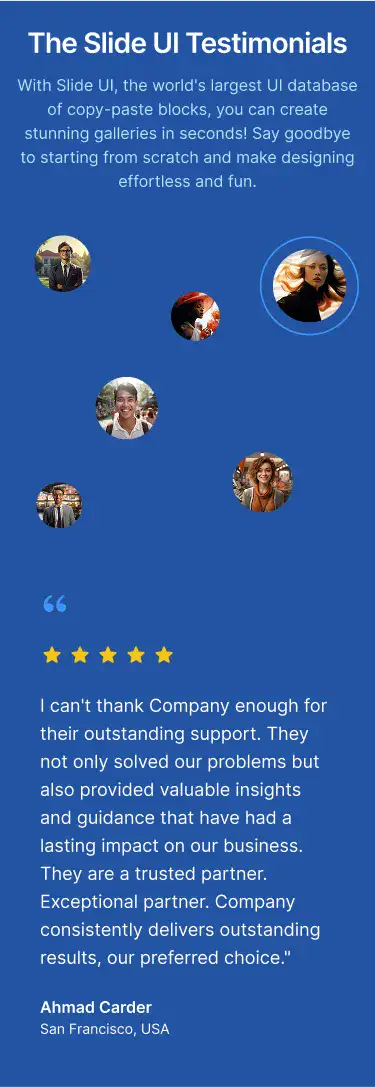 The Slide UI Testimonials
With Slide UI, the world's largest UI database
of copy-paste blocks, you can create
stunning galleries in seconds! Say goodbye
to starting from scratch and make designing
effortless and fun.
“
I can't thank Company enough for
their outstanding support. They
not only solved our problems but
also provided valuable insights
and guidance that have had a
lasting impact on our business.
They are a trusted partner.
Exceptional partner. Company
consistently delivers outstanding
results, our preferred choice."
Ahmad Carder
San Francisco, USA